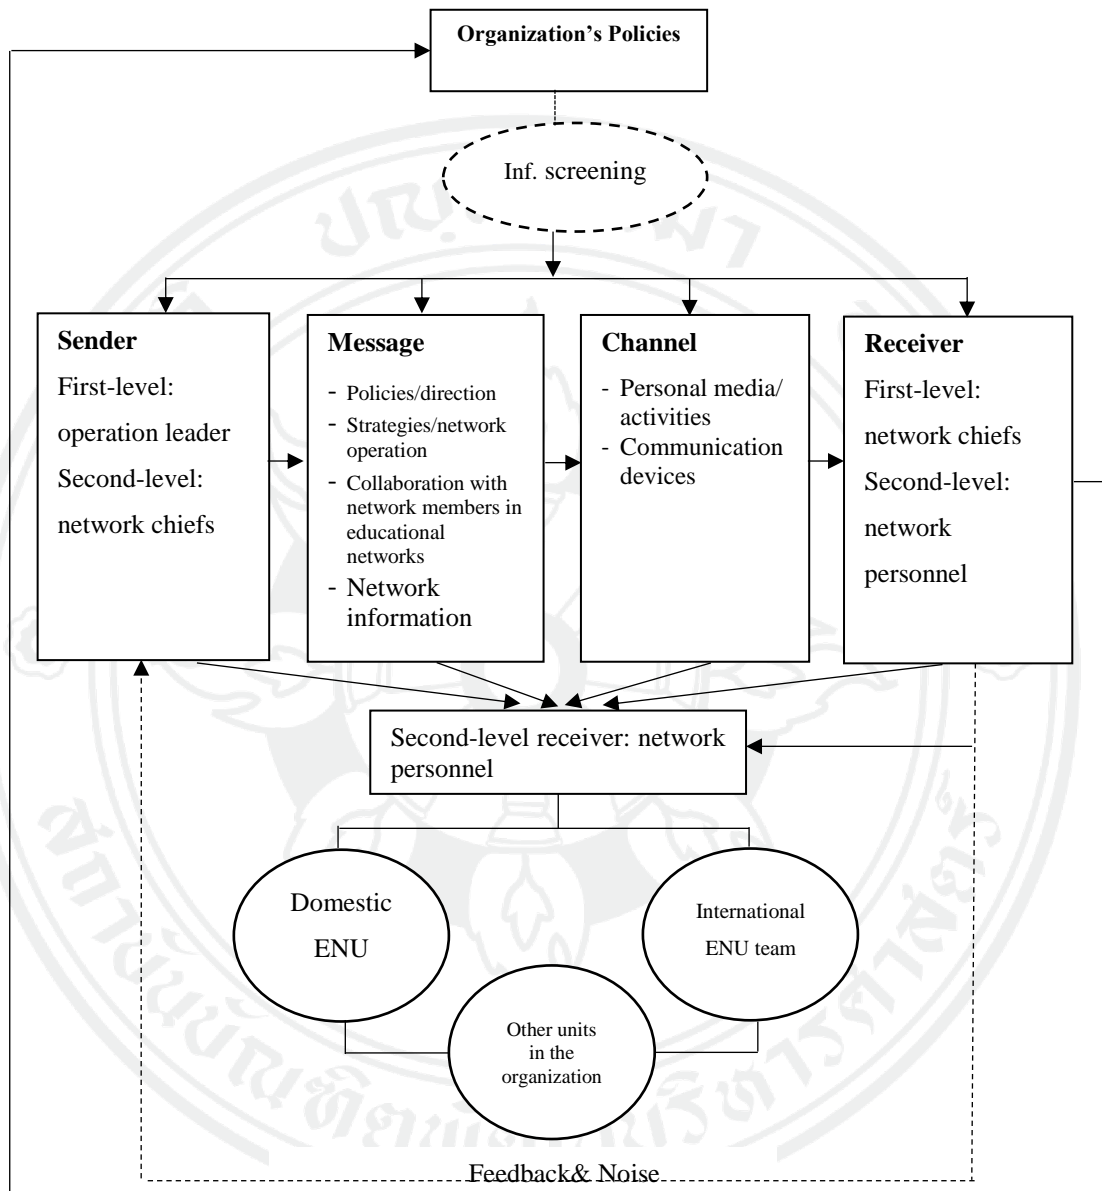 Organization's Policies
Inf. screening
Sender
First-level:
operation leader
Second-level:
network chiefs
Message
- Policies/direction
- Strategies/network
operation
- Collaboration with
network members in
educational networks
- Network
information
Channel
- Personal media/
activities
- Communication
devices
Receiver
First-level:
network chiefs
Second-level:
network
personnel
Second-level receiver: network
personnel
Domestic
ENU
International
ENU team
Other units
in the
organization
Feedback& Noise